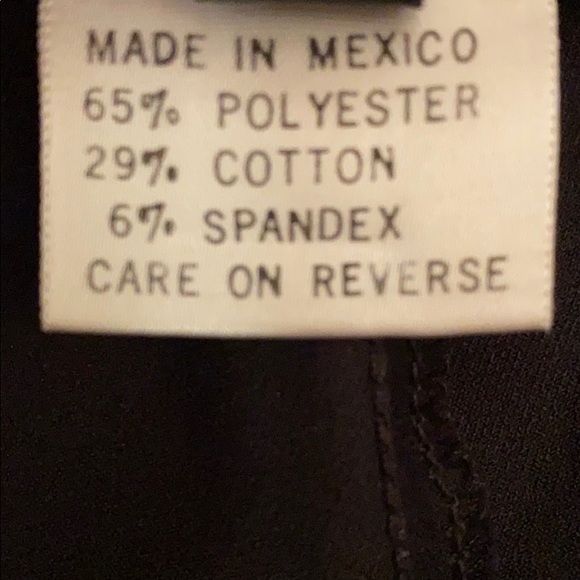 MADE IN MEXICO
65% POLYESTER
29% COTTON
6% SPANDEX
CARE ON REVERSE